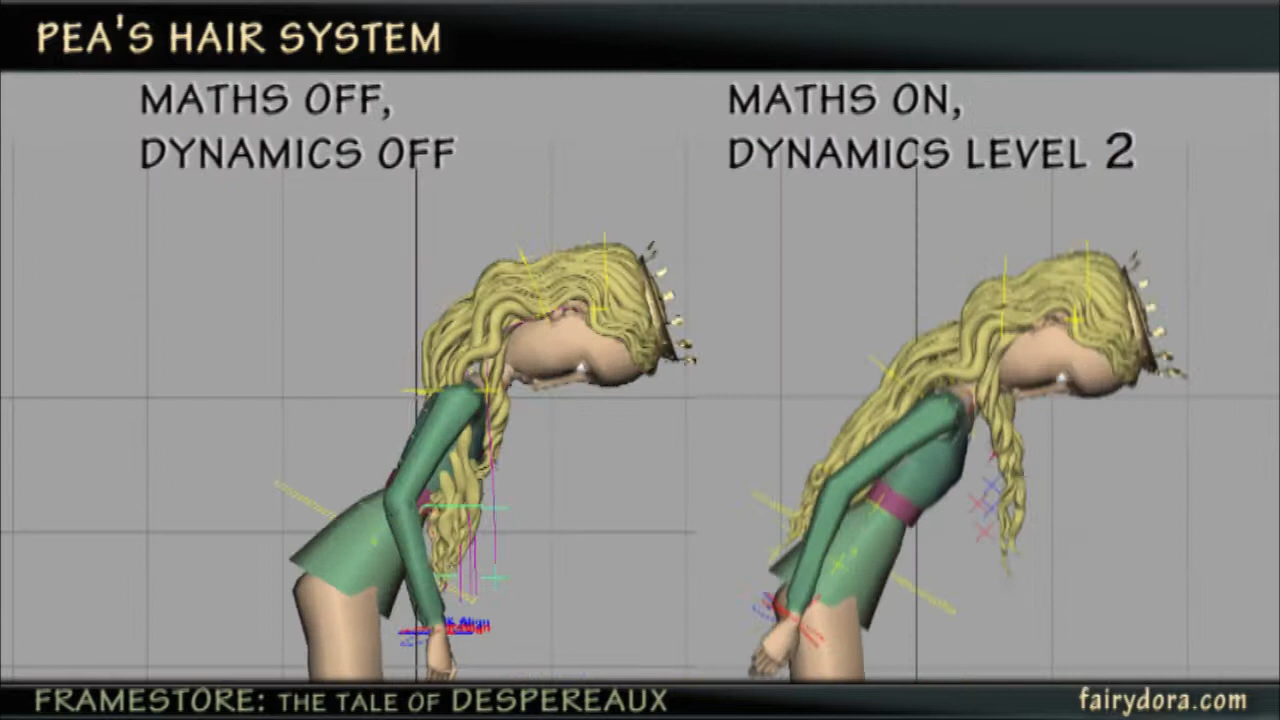 PEA'S HAIR SYSTEM
MATHS OFF,
DYNAMICS OFF
MATHS ON,
DYNAMICS LEVEL 2
FRAMESTORE: THE TALE OF DESPEREAUX
fairydora.com